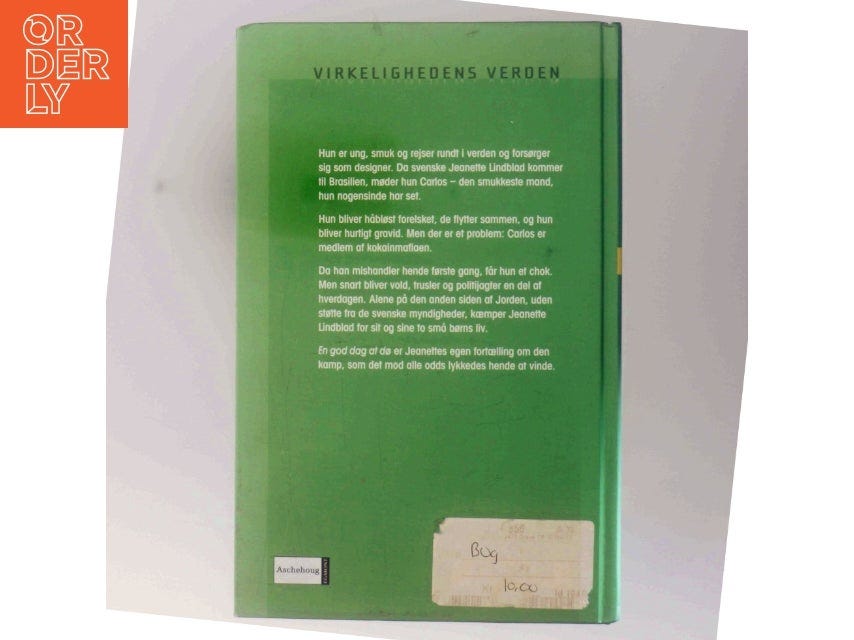 OR
DER
LY
VIRKELIGHEDENS VERDEN
Hun er ung, smuk og rejser rundt i verden og forsørger
sig som designer. Da svenske Jeanette Lindblad kommer
til Brasilien, møder hun Carlos – den smukkeste mand,
hun nogensinde har set.
Hun bliver håbløst forelsket, de flytter sammen, og hun
bliver hurtigt gravid. Men der er et problem: Carlos er
medlem af kokainmafiaen.
Da han mishandler hende første gang, får hun et chok.
Men snart bliver vold, trusler og politijagter en del af
hverdagen. Alene på den anden siden af Jorden, uden
støtte fra de svenske myndigheder, kæmper Jeanette
Lindblad for sit og sine to små børns liv.
En god dag at dø er Jeanettes egen fortælling om den
kamp, som det mod alle odds lykkedes hende at vinde.
Aschehoug
EGMONT
Bog
10,00